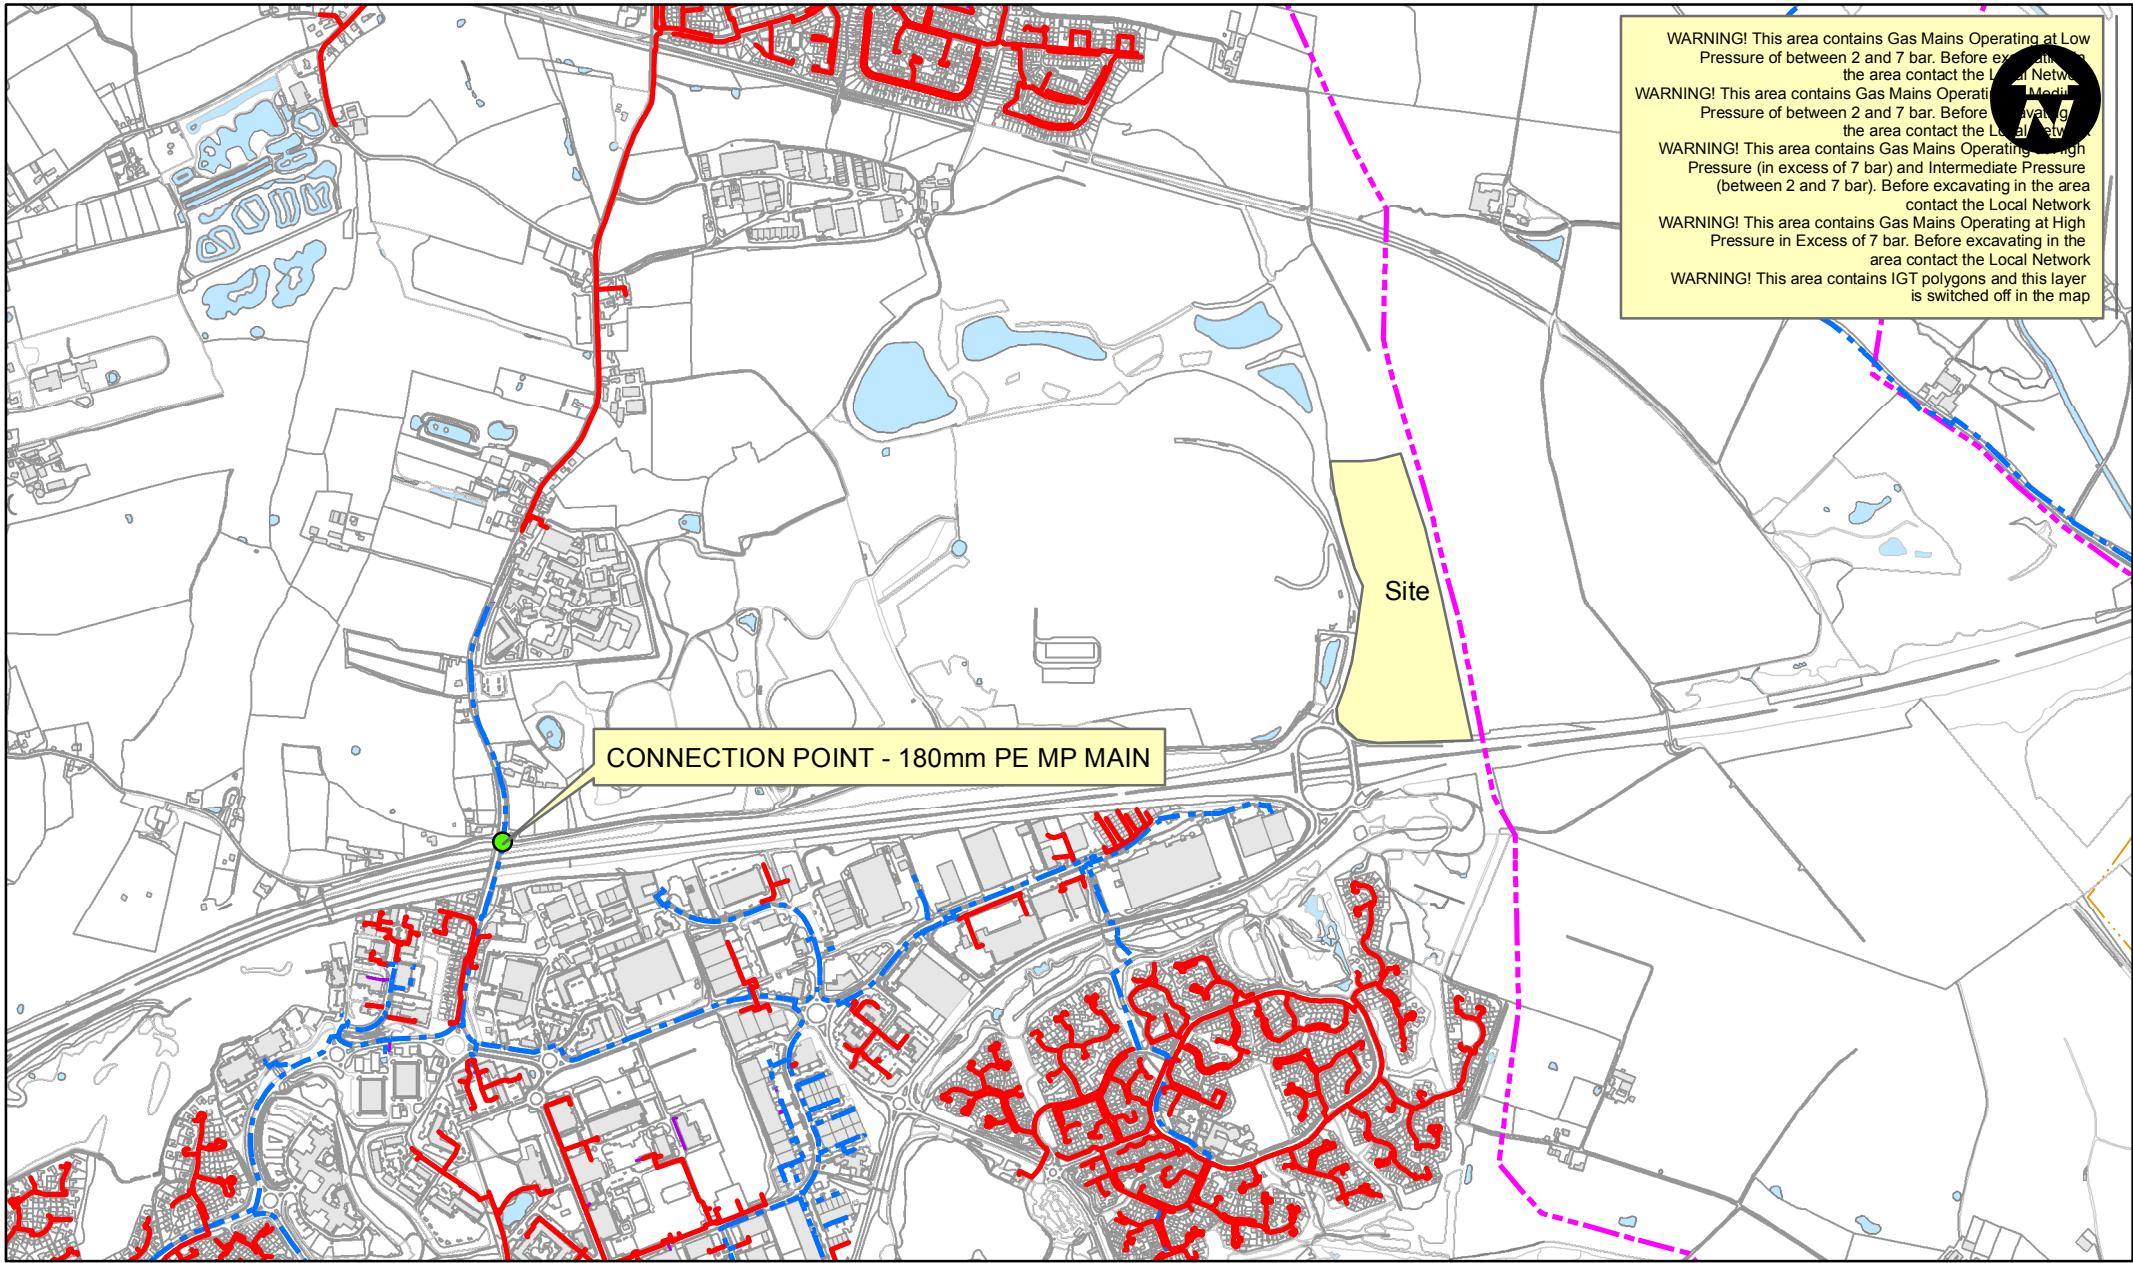 WARNING! This area contains Gas Mains Operating at Low
Pressure of between 2 and 7 bar. Before
the area contact the
WARNING! This area contains Gas Mains
Pressure of between 2 and 7 bar. Before
the area contact the
WARNING! This area contains Gas Mains Operating
Pressure (in excess of 7 bar) and Intermediate Pressure
(between 2 and 7 bar). Before excavating in the area
contact the Local Network
WARNING! This area contains Gas Mains Operating at High
Pressure in Excess of 7 bar. Before excavating in the
area contact the Local Network
WARNING! This area contains IGT polygons and this layer
is switched off in the map
N
Site
CONNECTION POINT - 180mm PE MP MAIN